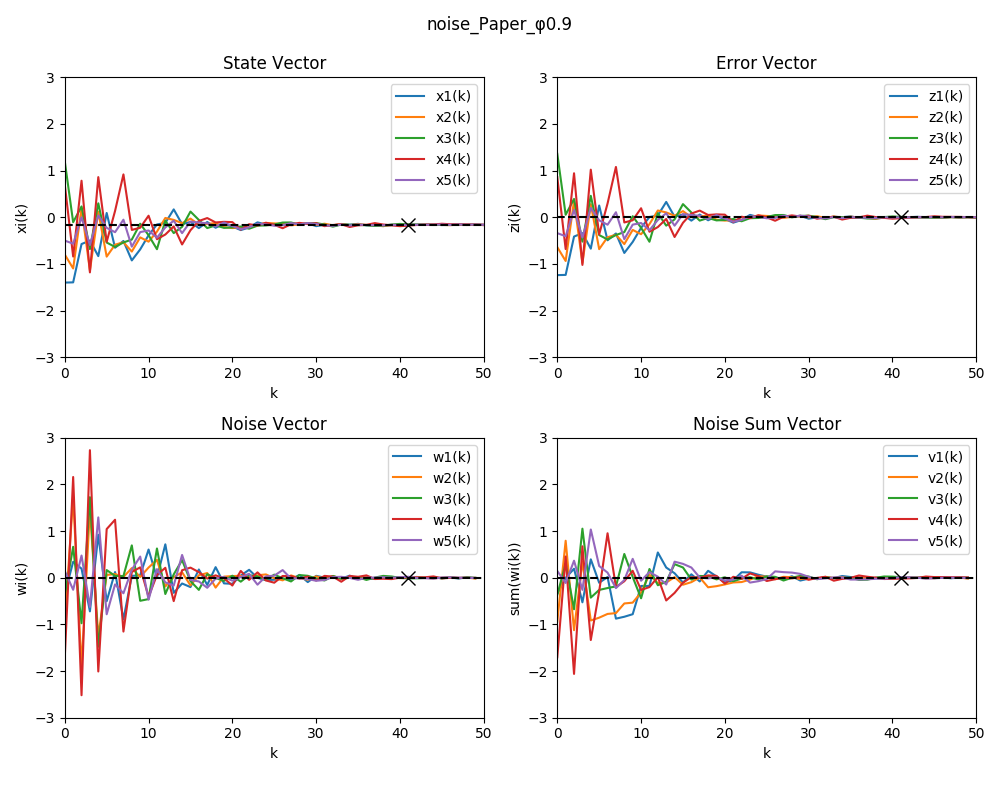 noise_Paper_φ0.9
State Vector
3
2
1
0
−1
−2
−3
xi(k)
0
10
20
30
40
50
k
x1(k)
x2(k)
x3(k)
x4(k)
x5(k)
Error Vector
3
2
1
0
−1
−2
−3
zi(k)
0
10
20
30
40
50
k
z1(k)
z2(k)
z3(k)
z4(k)
z5(k)
Noise Vector
3
2
1
0
−1
−2
−3
wi(k)
0
10
20
30
40
50
k
w1(k)
w2(k)
w3(k)
w4(k)
w5(k)
Noise Sum Vector
3
2
1
0
−1
−2
−3
sum(wi(k))
0
10
20
30
40
50
k
v1(k)
v2(k)
v3(k)
v4(k)
v5(k)